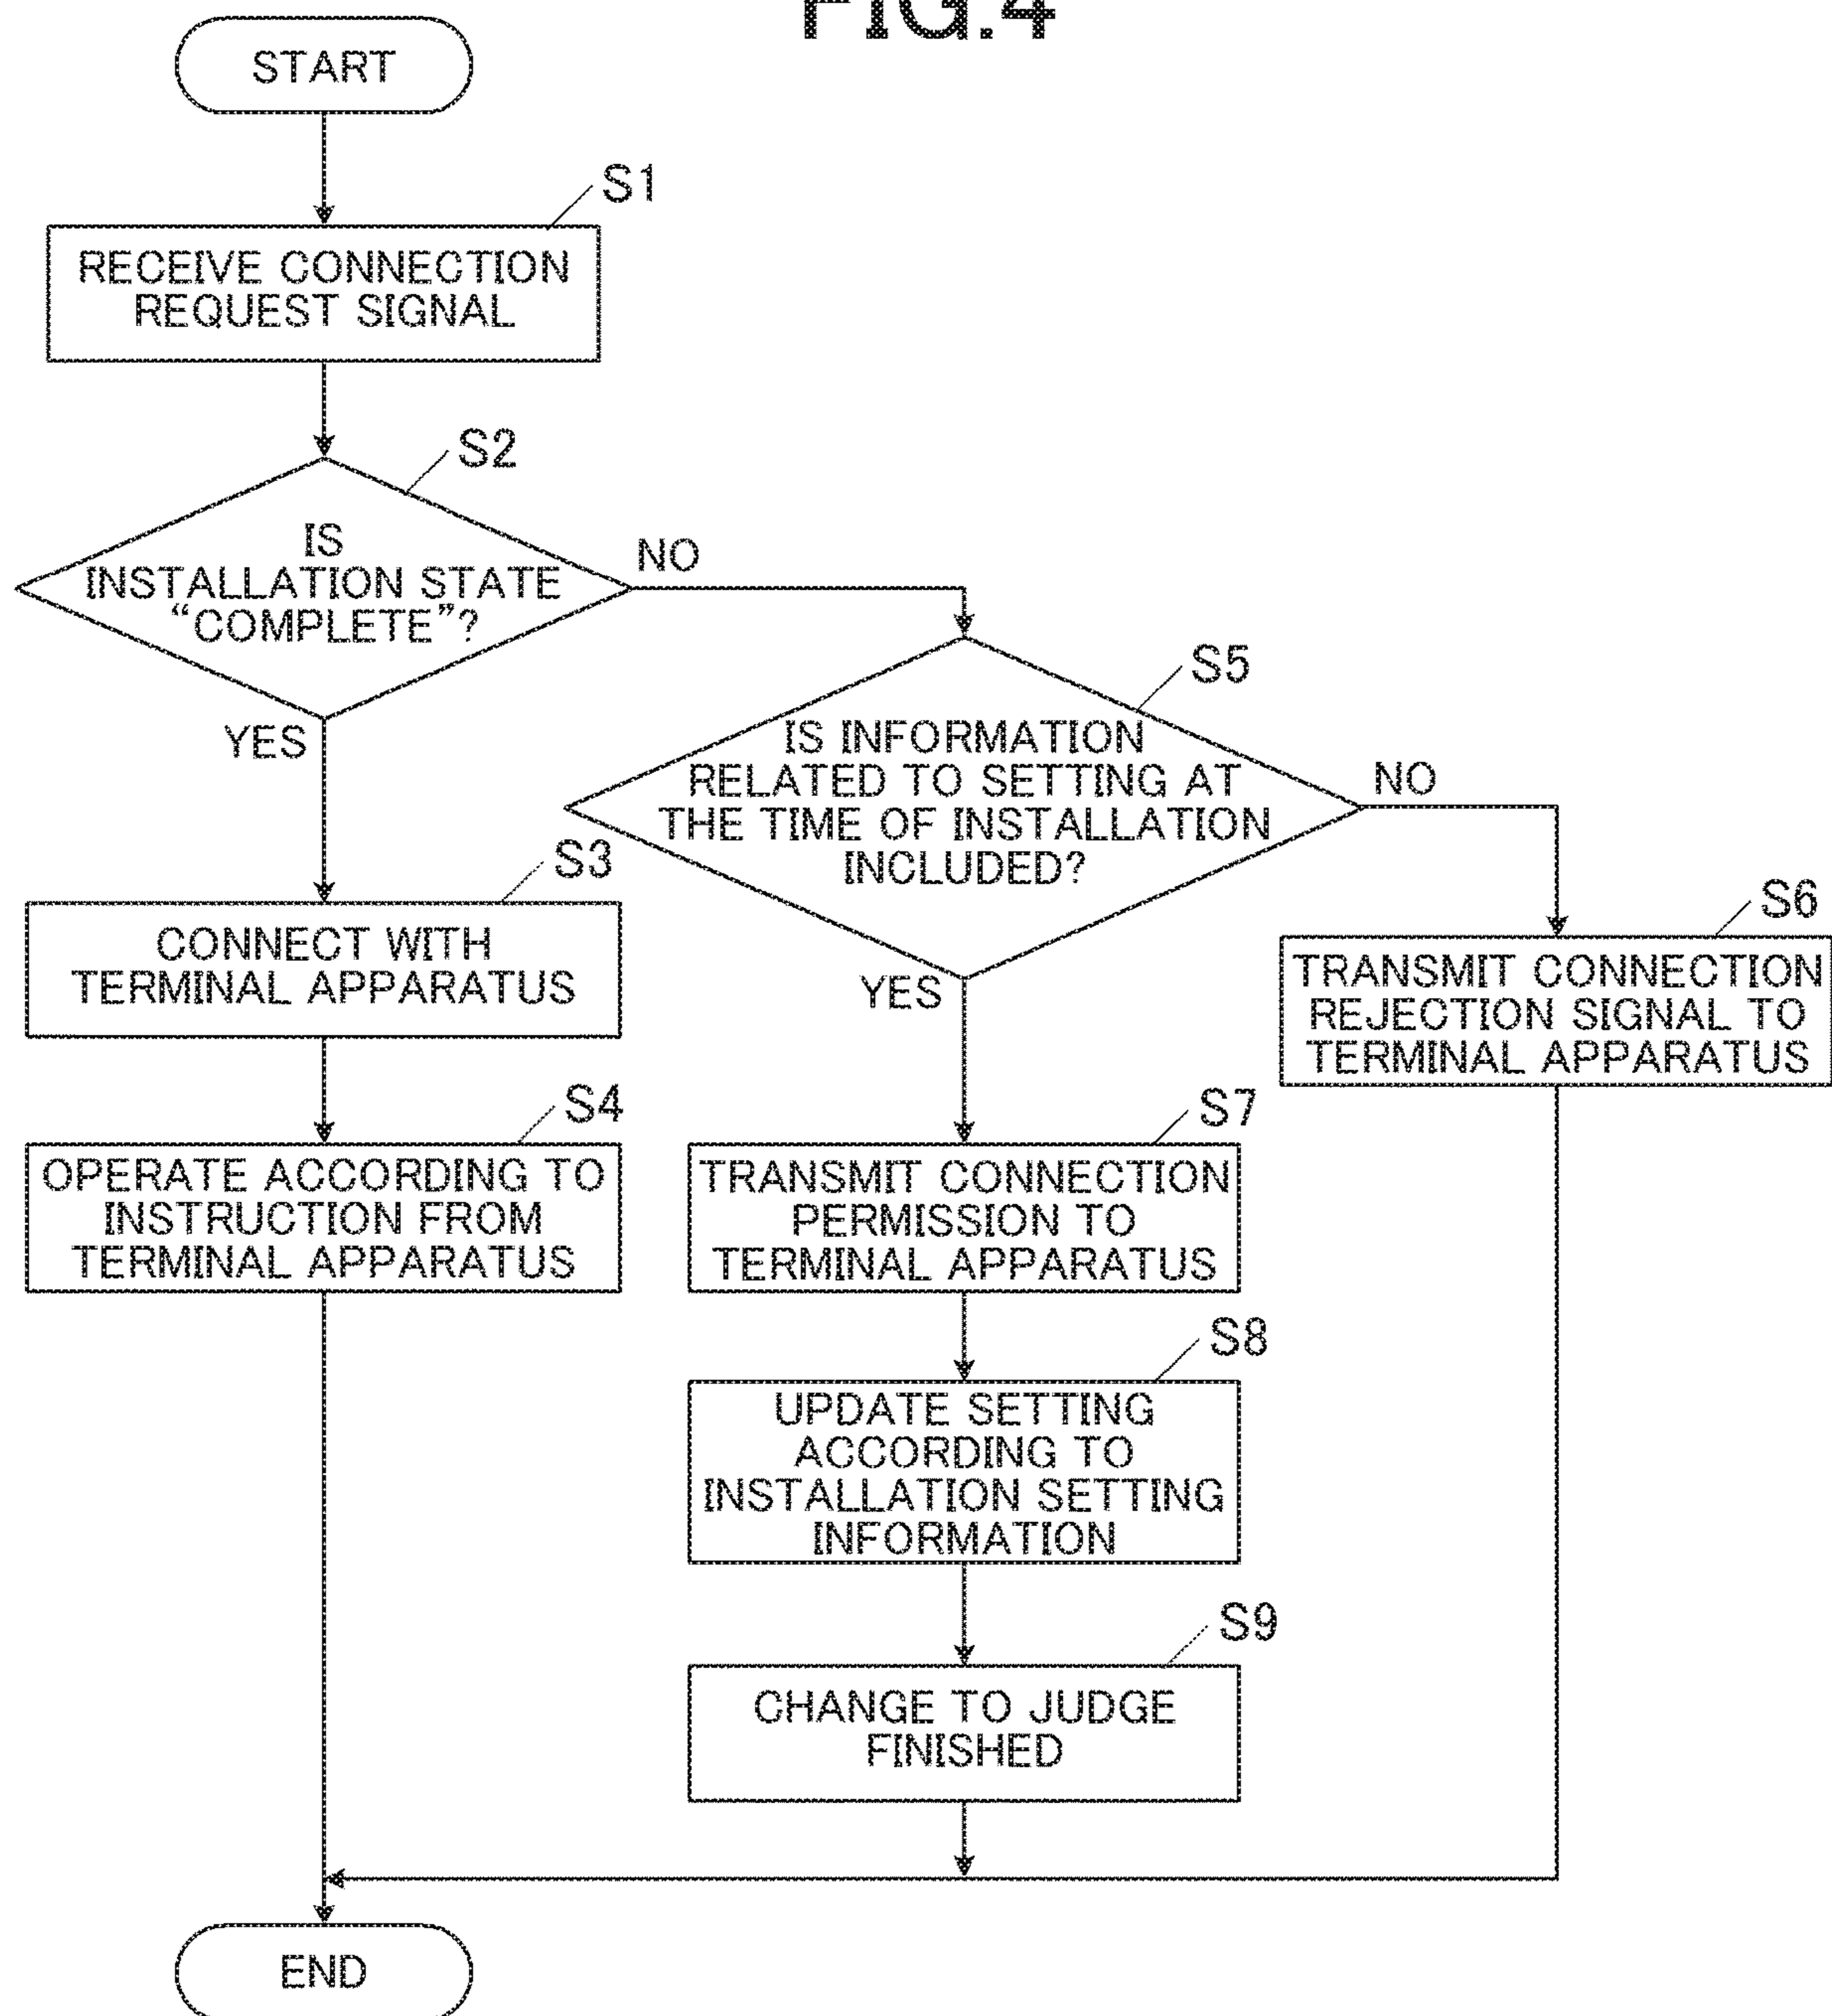 FIG.4
START
S1
RECEIVE CONNECTION
REQUEST SIGNAL
S2
IS
INSTALLATION STATE
“COMPLETE”?
NO
YES
S5
IS INFORMATION
RELATED TO SETTING AT
THE TIME OF INSTALLATION
INCLUDED?
NO
YES
S3
CONNECT WITH
TERMINAL APPARATUS
S6
TRANSMIT CONNECTION
REJECTION SIGNAL TO
TERMINAL APPARATUS
S4
OPERATE ACCORDING TO
INSTRUCTION FROM
TERMINAL APPARATUS
S7
TRANSMIT CONNECTION
PERMISSION TO
TERMINAL APPARATUS
S8
UPDATE SETTING
ACCORDING TO
INSTALLATION SETTING
INFORMATION
S9
CHANGE TO JUDGE
FINISHED
END